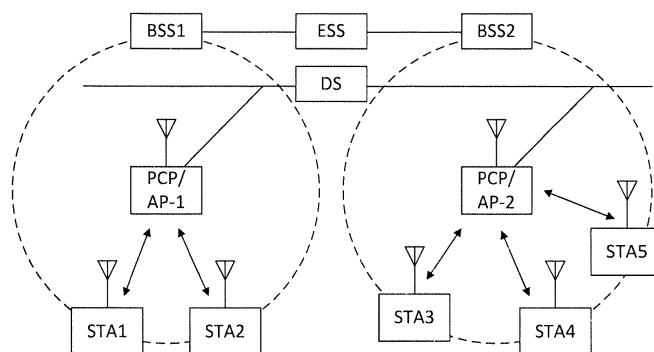 BSS1
ESS
BSS2
DS
PCP/
AP-1
PCP/
AP-2
STA5
STA1
STA2
STA3
STA4